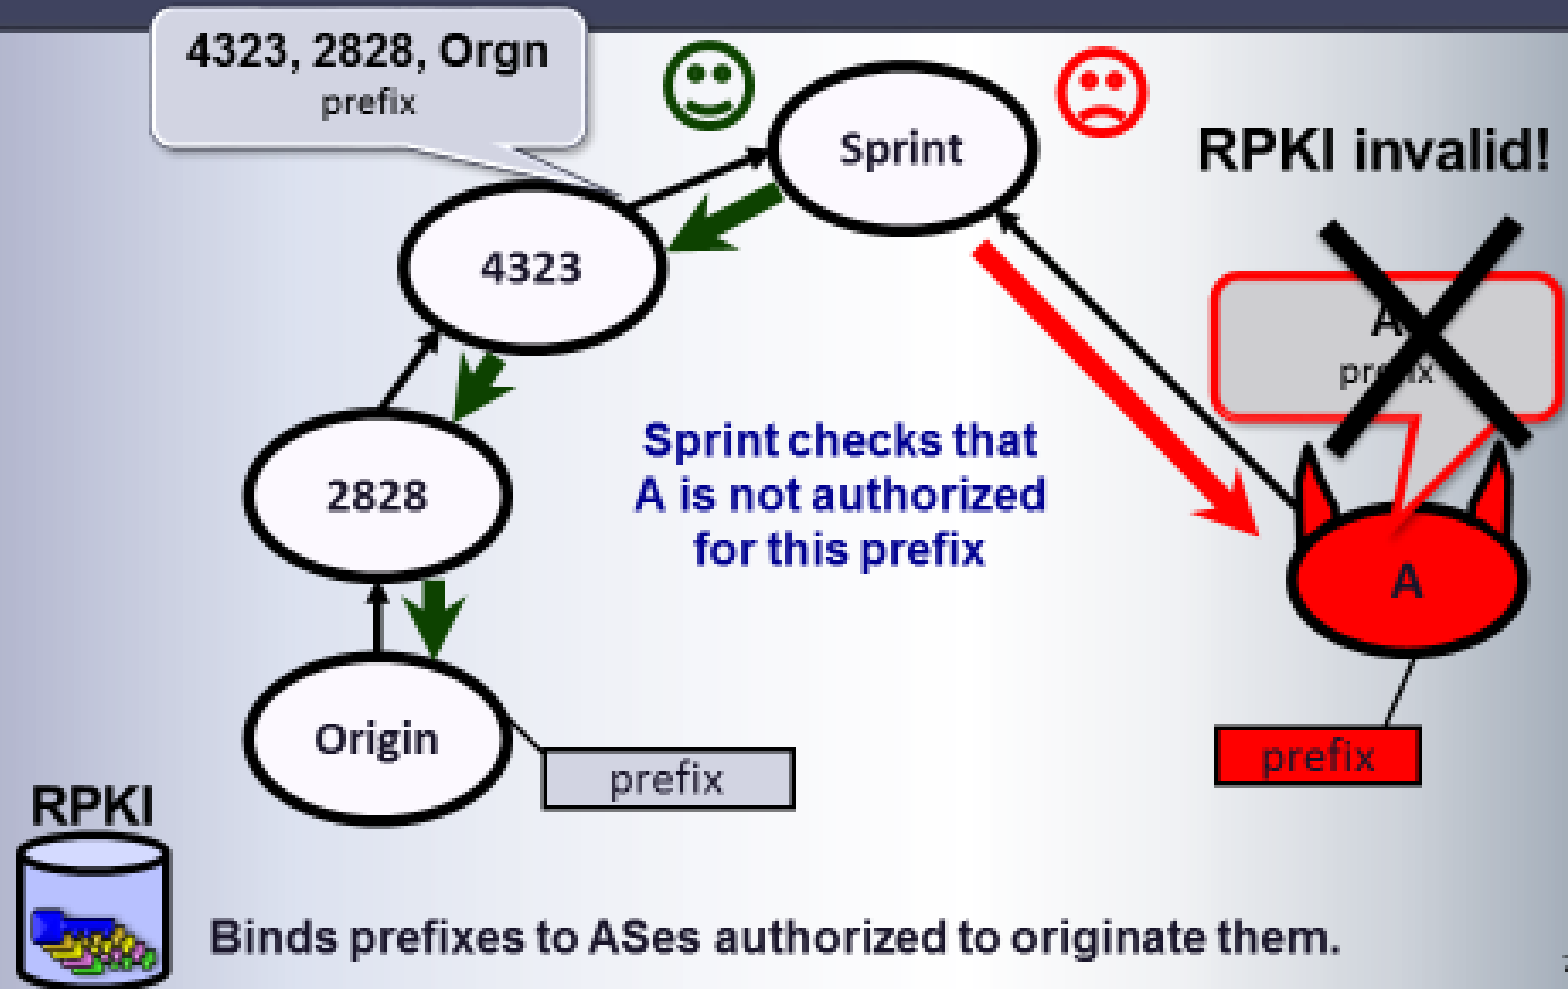 4323, 2828, Orgn
prefix
Sprint
RPKI invalid!
4323
A
prefix
2828
Sprint checks that
A is not authorized
for this prefix
A
Origin
prefix
prefix
RPKI
Binds prefixes to ASes authorized to originate them.